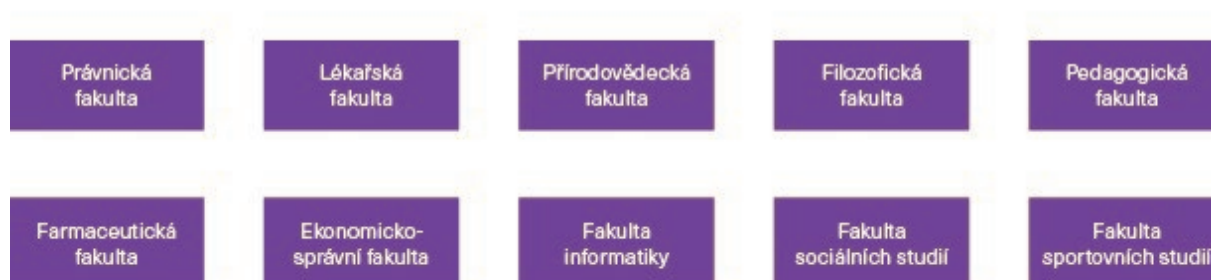 Právnická
fakulta
Lékařská
fakulta
Přírodovědecká
fakulta
Filozofická
fakulta
Pedagogická
fakulta
Farmaceutická
fakulta
Ekonomicko-
správní fakulta
Fakulta
informatiky
Fakulta
sociálních studií
Fakulta
sportovních studií